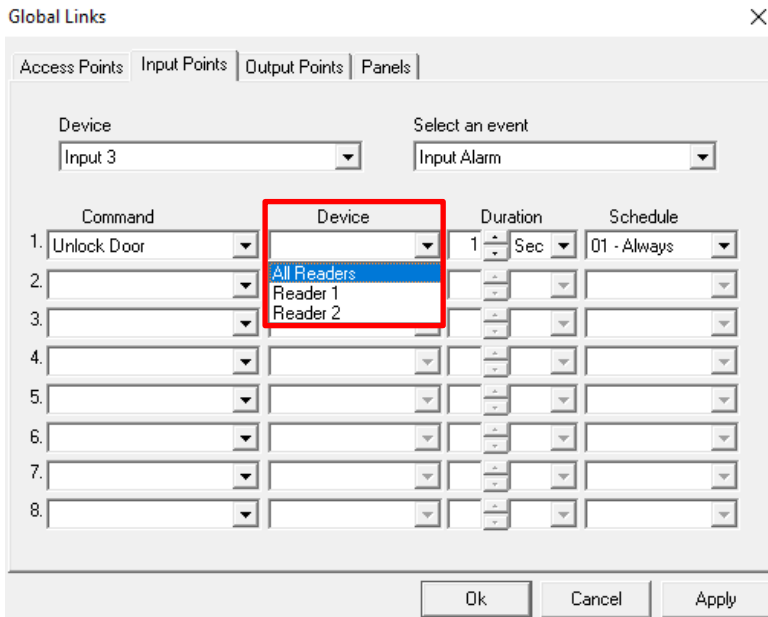 Global Links
Access Points Input Points Output Points Panels
Device Select an event
Input 3 Input Alarm
Command Device Duration Schedule
1. Unlock Door 1 Sec 01 - Always
All Readers
2.
Reader 1
3. Reader 2
4.
5.
6.
7.
8.
Ok Cancel Apply